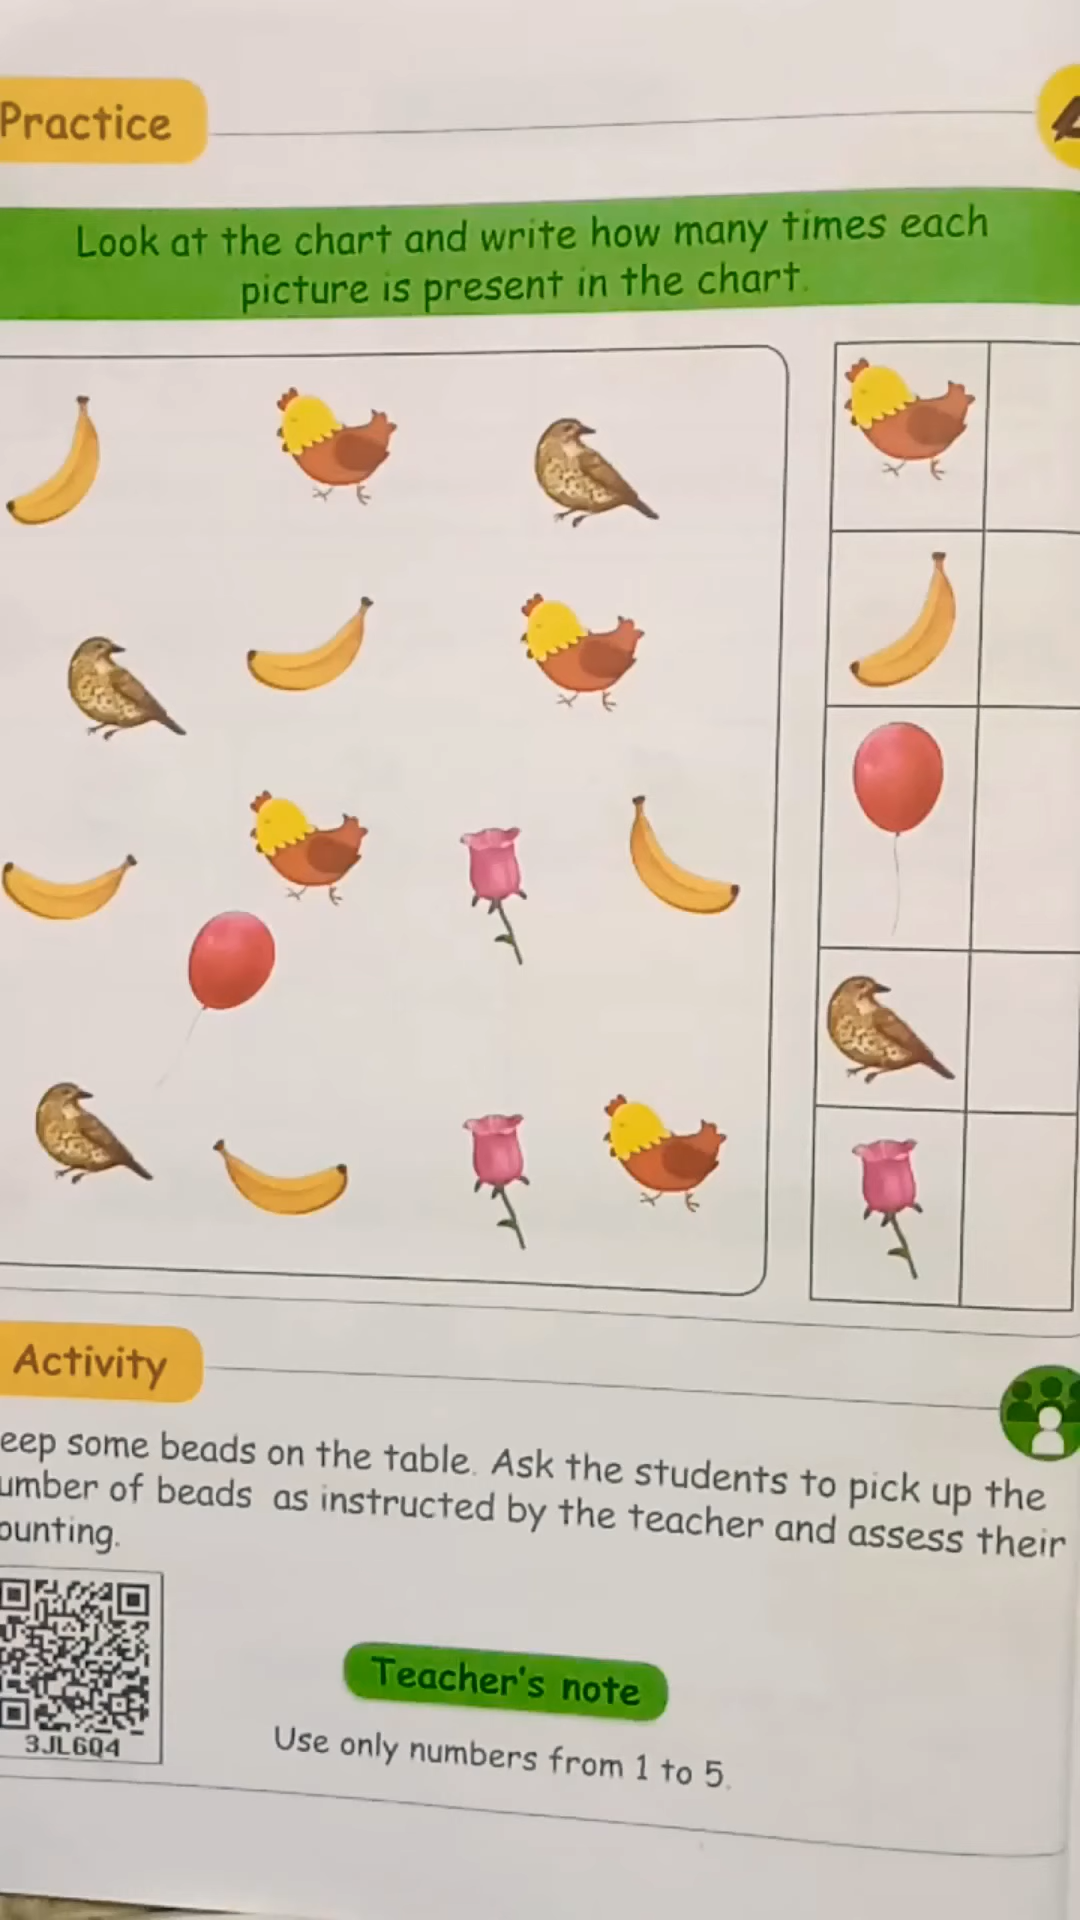 Practice
Look at the chart and write how many times each
picture is present in the chart.
Activity
eep some beads on the table. Ask the students to pick up the
umber of beads as instructed by the teacher and assess their
ounting.
3JL6Q4
Teacher's note
Use only numbers from 1 to 5.